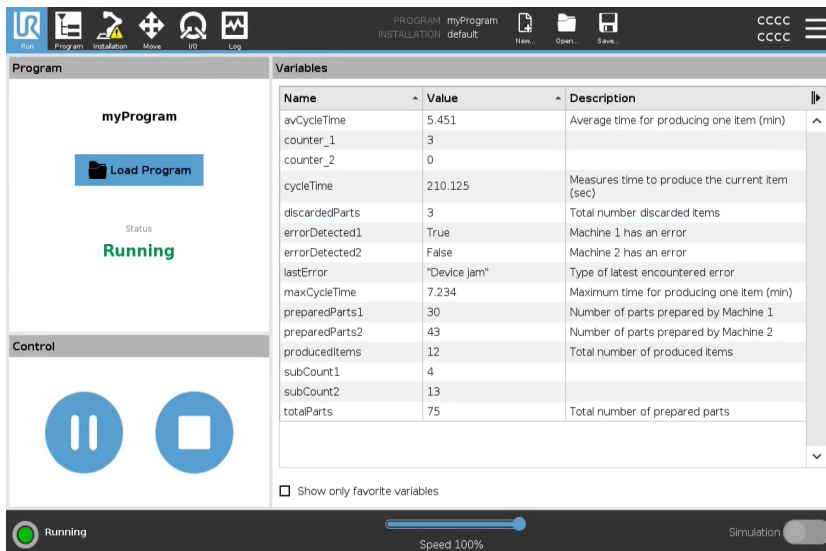 UR
PROGRAM myProgram
INSTALLATION default
CCCC
CCCC
Run Program Installation Move I/O Log New... Open... Save...
Program
myProgram
Load Program
Status
Running
Control
Variables
Name Value Description
avCycleTime 5.451 Average time for producing one item (min)
counter_1 3
counter_2 0
cycleTime 210.125 Measures time to produce the current item
(sec)
discardedParts 3 Total number discarded items
errorDetected1 True Machine 1 has an error
errorDetected2 False Machine 2 has an error
lastError "Device jam" Type of latest encountered error
maxCycleTime 7.234 Maximum time for producing one item (min)
preparedParts1 30 Number of parts prepared by Machine 1
preparedParts2 43 Number of parts prepared by Machine 2
producedItems 12 Total number of produced items
subCount1 4
subCount2 13
totalParts 75 Total number of prepared parts
Show only favorite variables
Running
Speed 100%
Simulation